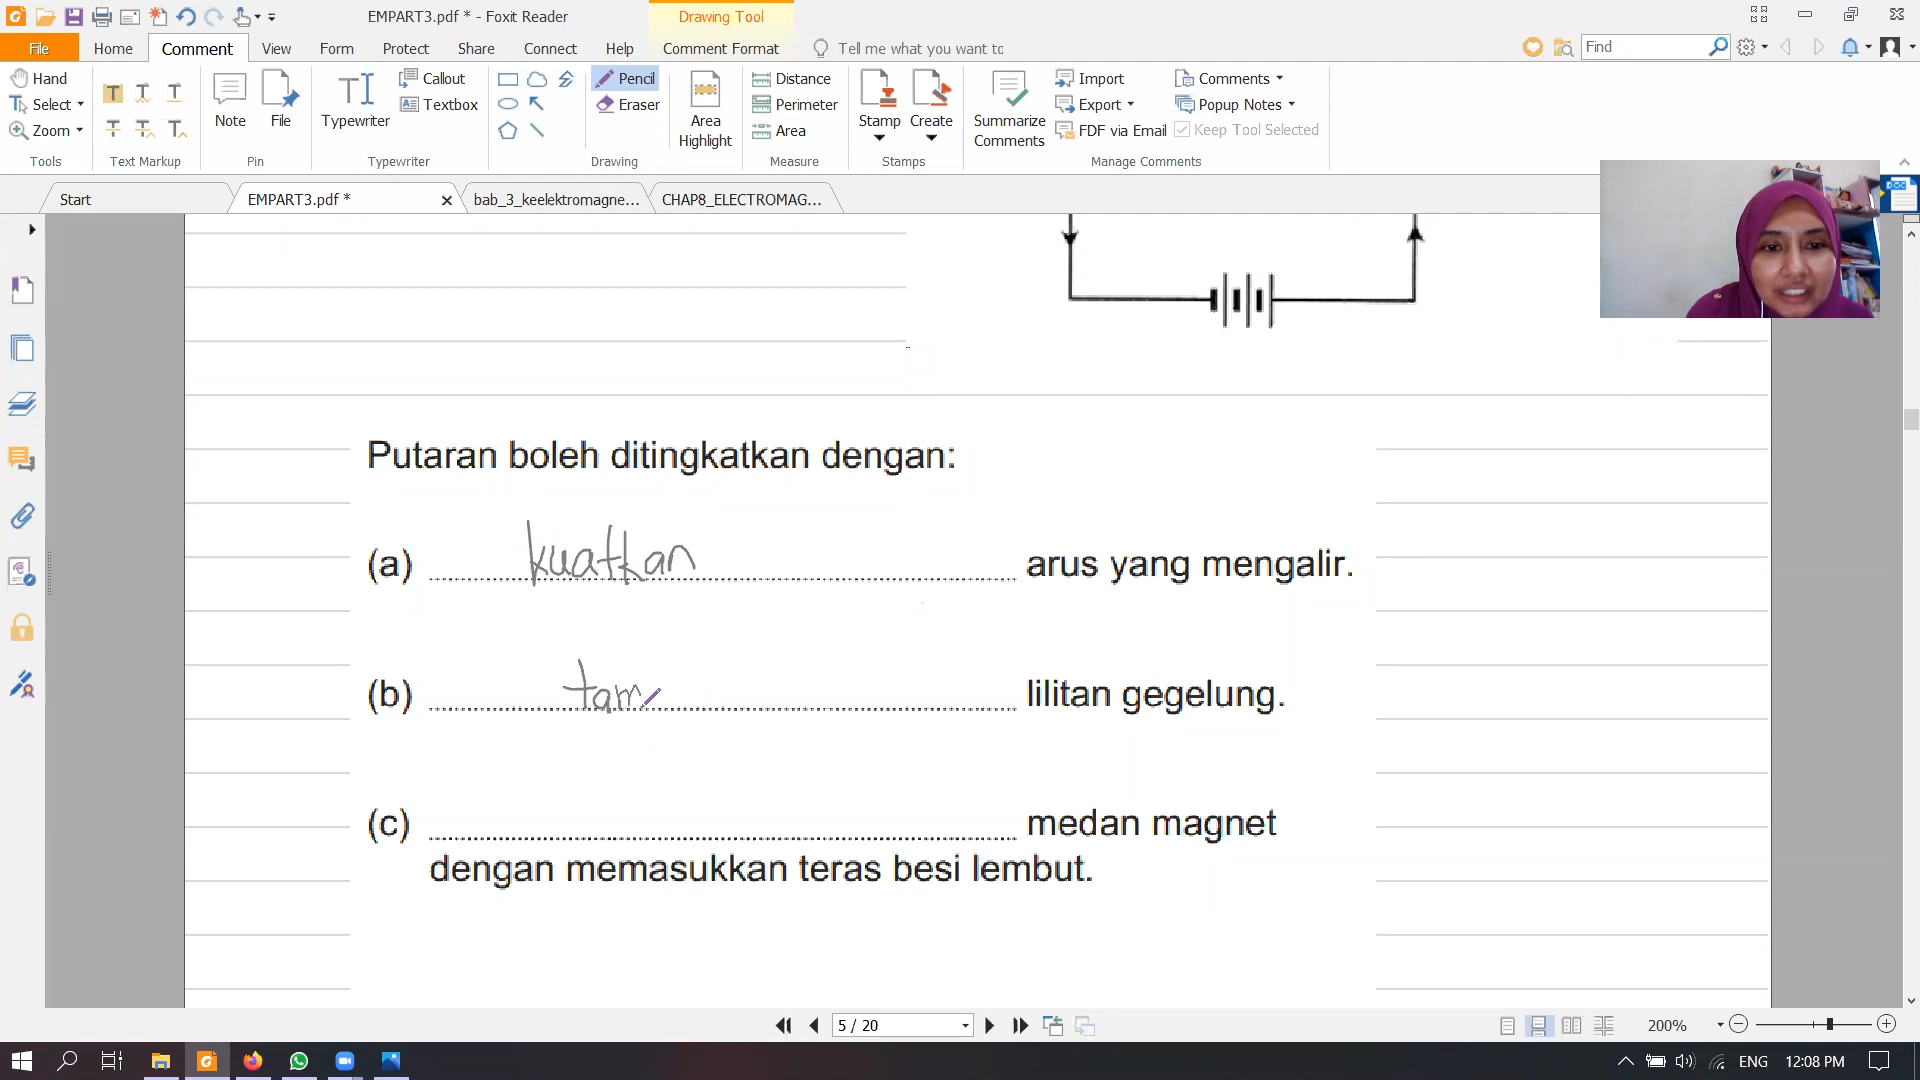 EMPART3.pdf * - Foxit Reader
Drawing Tool
File Home Comment View Form Protect Share Connect Help Comment Format Tell me what you want to Find
Hand Callout Pencil Distance Import Comments
Select Textbox Eraser Perimeter Export Popup Notes
Zoom Note File Typewriter Area Highlight Area Stamp Create Summarize Comments FDF via Email Keep Tool Selected
Tools Text Markup Pin Typewriter Drawing Measure Stamps Manage Comments
Start EMPART3.pdf * bab_3_keelektromagne... CHAP8_ELECTROMAG...
Putaran boleh ditingkatkan dengan:
(a) kuatkan arus yang mengalir.
(b) tam lilitan gegelung.
(c) medan magnet
dengan memasukkan teras besi lembut.
5 / 20 200%
ENG 12:08 PM